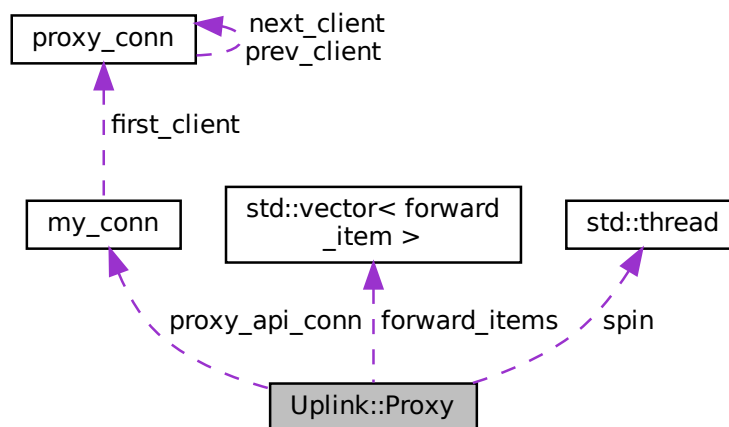 next_client
proxy_conn
prev_client
first_client
my_conn
std::vector< forward
_item >
std::thread
proxy_api_conn
forward_items
spin
Uplink::Proxy